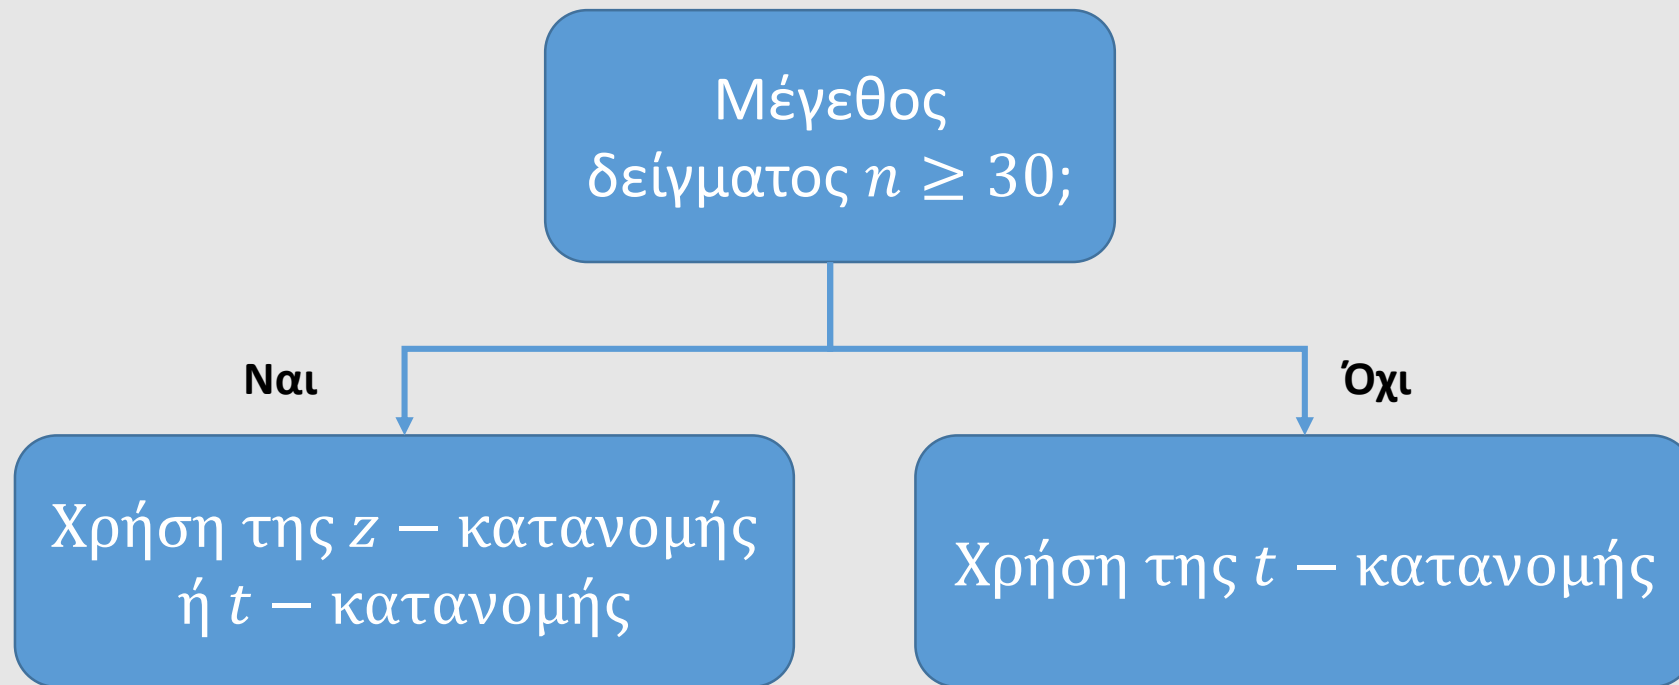 Μέγεθος
δείγματος n ≥ 30;
Ναι
Όχι
Χρήση της z − κατανομής
ή t − κατανομής
Χρήση της t − κατανομής